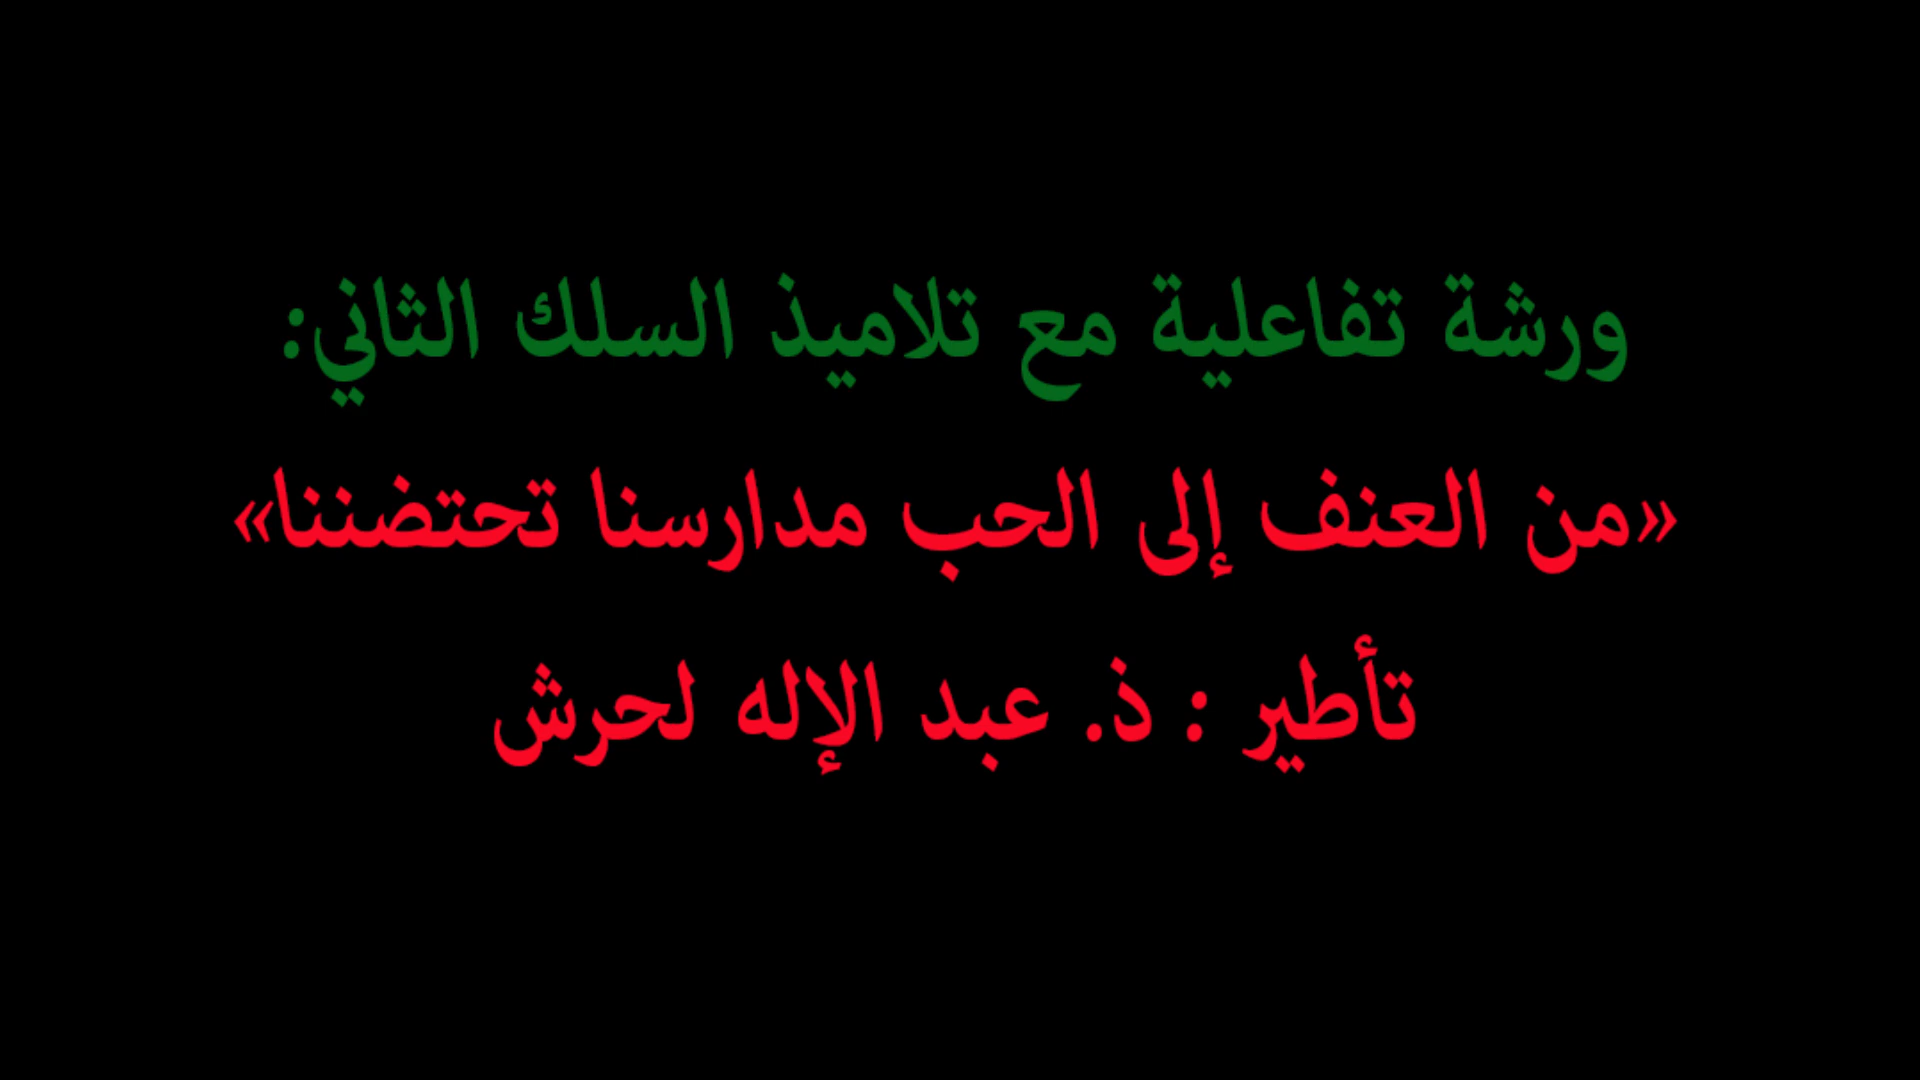 ورشة تفاعلية مع تلاميذ السلك الثاني:
«من العنف إلى الحب مدارسنا تحتضننا»
تأطير : ذ. عبد الإله لحرش